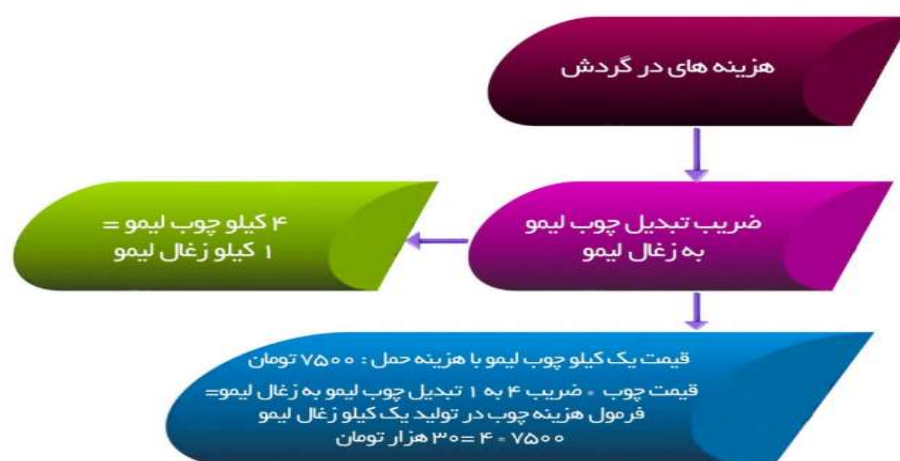 هزینه های در گردش
ضریب تبدیل چوب لیمو
به زغال لیمو
۴ کیلو چوب لیمو =
۱ کیلو زغال لیمو
قیمت یک کیلو چوب لیمو با هزینه حمل : ۷۵۰۰ تومان
قیمت چوب * ضریب ۴ به ۱ تبدیل چوب لیمو به زغال لیمو=
فرمول هزینه چوب در تولید یک کیلو زغال لیمو
۷۵۰۰ * ۴ = ۳۰ هزار تومان